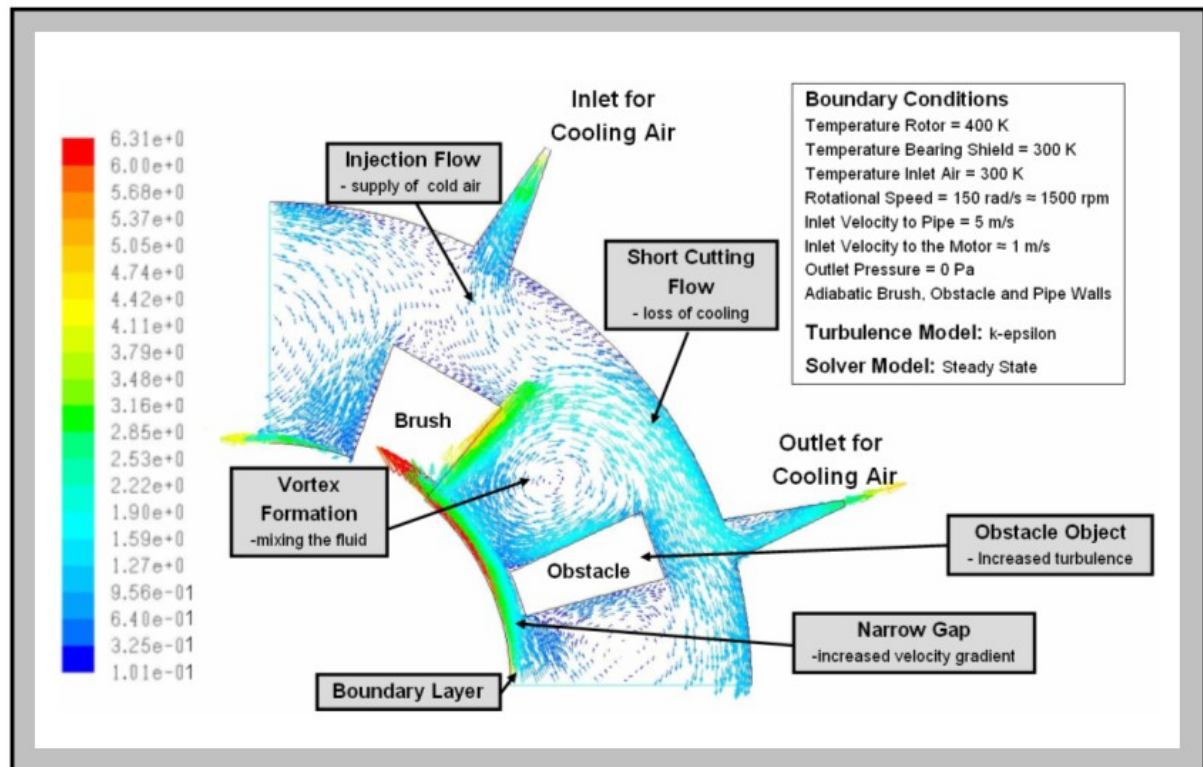 6.31e+0
6.00e+0
5.68e+0
5.37e+0
5.05e+0
4.74e+0
4.42e+0
4.11e+0
3.79e+0
3.48e+0
3.16e+0
2.85e+0
2.53e+0
2.22e+0
1.90e+0
1.59e+0
1.27e+0
9.56e-01
6.40e-01
3.25e-01
1.01e-01
Inlet for
Cooling Air
Injection Flow
- supply of cold air
Short Cutting
Flow
- loss of cooling
Boundary Conditions
Temperature Rotor = 400 K
Temperature Bearing Shield = 300 K
Temperature Inlet Air = 300 K
Rotational Speed = 150 rad/s ≈ 1500 rpm
Inlet Velocity to Pipe = 5 m/s
Inlet Velocity to the Motor ≈ 1 m/s
Outlet Pressure = 0 Pa
Adiabatic Brush, Obstacle and Pipe Walls
Turbulence Model: k-epsilon
Solver Model: Steady State
Brush
Outlet for
Cooling Air
Vortex
Formation
-mixing the fluid
Obstacle
Obstacle Object
- Increased turbulence
Narrow Gap
-increased velocity gradient
Boundary Layer